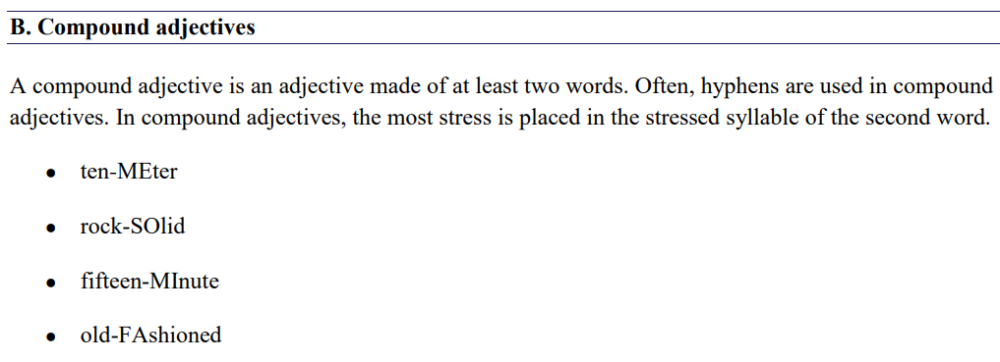 B. Compound adjectives
A compound adjective is an adjective made of at least two words. Often, hyphens are used in compound
adjectives. In compound adjectives, the most stress is placed in the stressed syllable of the second word.
• ten-MEter
• rock-SOlid
• fifteen-MInute
• old-FAshioned